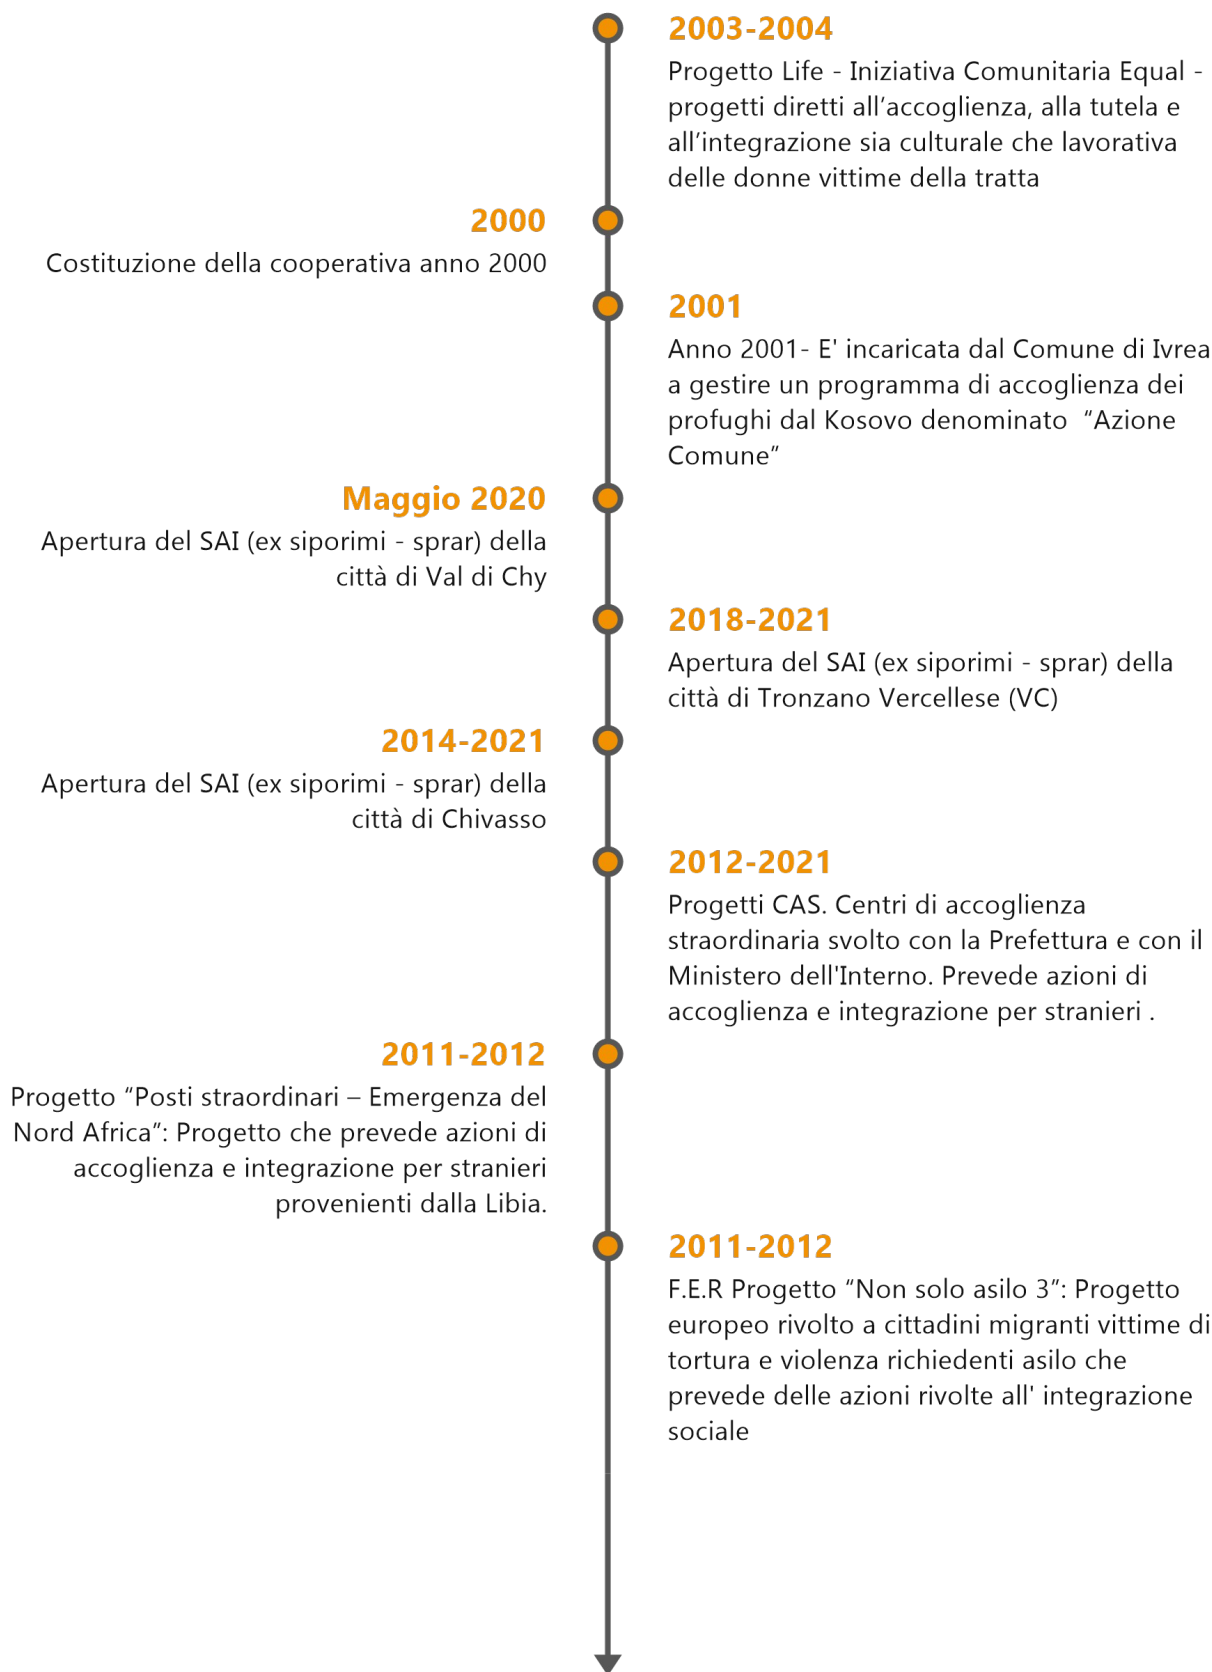 2003-2004
Progetto Life - Iniziativa Comunitaria Equal -
progetti diretti all’accoglienza, alla tutela e
all’integrazione sia culturale che lavorativa
delle donne vittime della tratta
2000
Costituzione della cooperativa anno 2000
2001
Anno 2001- E' incaricata dal Comune di Ivrea
a gestire un programma di accoglienza dei
profughi dal Kosovo denominato  “Azione
Comune”
Maggio 2020
Apertura del SAI (ex siporimi - sprar) della
città di Val di Chy
2018-2021
Apertura del SAI (ex siporimi - sprar) della
città di Tronzano Vercellese (VC)
2014-2021
Apertura del SAI (ex siporimi - sprar) della
città di Chivasso
2012-2021
Progetti CAS. Centri di accoglienza
straordinaria svolto con la Prefettura e con il
Ministero dell'Interno. Prevede azioni di
accoglienza e integrazione per stranieri .
2011-2012
Progetto “Posti straordinari – Emergenza del
Nord Africa”: Progetto che prevede azioni di
accoglienza e integrazione per stranieri
provenienti dalla Libia.
2011-2012
F.E.R Progetto “Non solo asilo 3”: Progetto
europeo rivolto a cittadini migranti vittime di
tortura e violenza richiedenti asilo che
prevede delle azioni rivolte all' integrazione
sociale